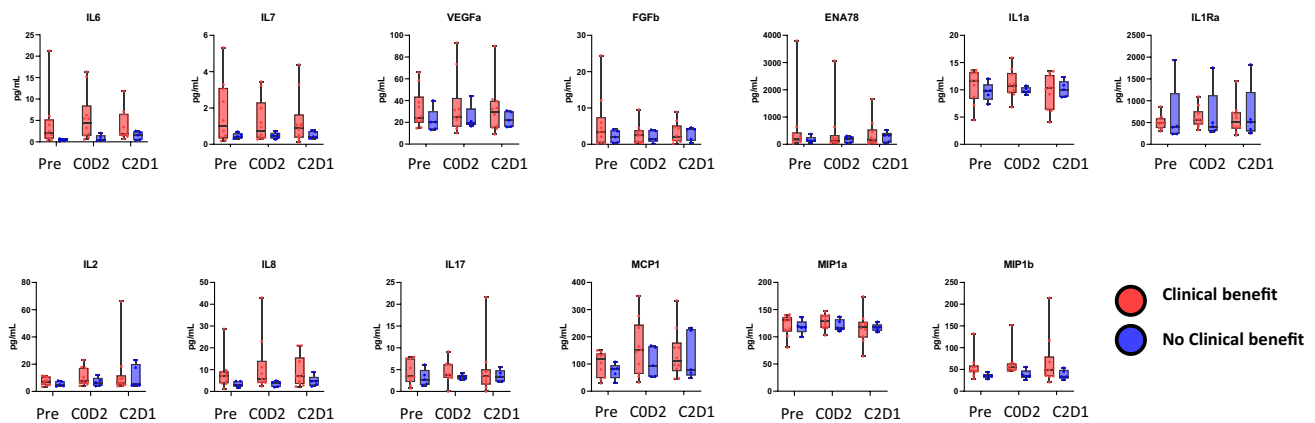 IL6 IL7 VEGFa FGFb ENA78 IL1a IL1Ra
pg/mL pg/mL pg/mL pg/mL pg/mL pg/mL pg/mL
25 6 100 30 4000 20 2500
20 80 3000 15 2000
15 4 60 20 2000 10 1500
10 2 40 10 1000 5 1000
5 20 500
0 0 0 0 0 0 0
Pre C0D2 C2D1 Pre C0D2 C2D1 Pre C0D2 C2D1 Pre C0D2 C2D1 Pre C0D2 C2D1 Pre C0D2 C2D1 Pre C0D2 C2D1
IL2 IL8 IL17 MCP1 MIP1a MIP1b
pg/mL pg/mL pg/mL pg/mL pg/mL pg/mL
80 50 25 400 200 250
60 40 20 300 150 200
40 30 15 200 100 150
20 20 10 100 50 100
10 5 50
0 0 0 0 0 0
Pre C0D2 C2D1 Pre C0D2 C2D1 Pre C0D2 C2D1 Pre C0D2 C2D1 Pre C0D2 C2D1 Pre C0D2 C2D1
Clinical benefit
No Clinical benefit